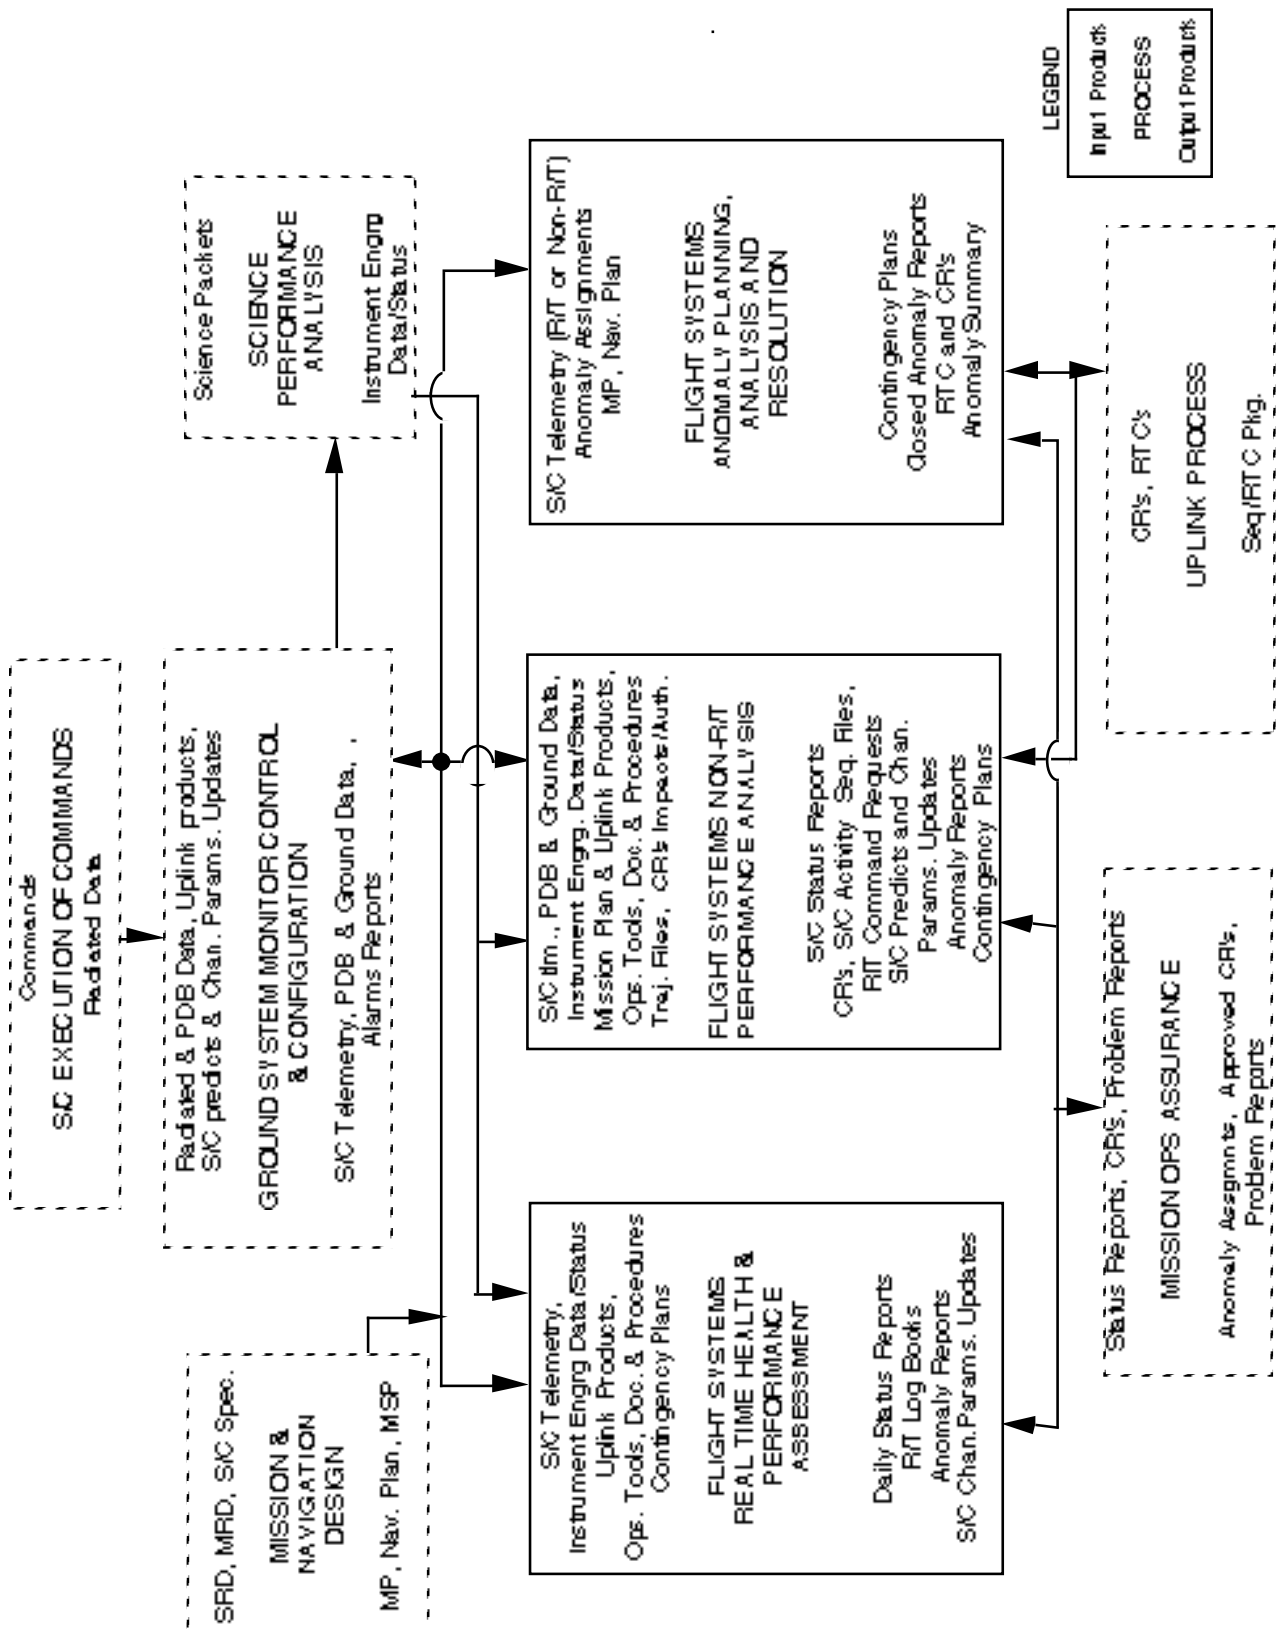 Commands
S/C EXECUTION OF COMMANDS
Radiated Data
Radiated & PDB Data, Uplink products,
S/C predicts & Chan. Params. Updates
GROUND SYSTEM MONITOR CONTROL
& CONFIGURATION
S/C Telemetry, PDB & Ground Data, ,
Alarms Reports
SRD, MRD, S/C Spec.
MISSION &
NAVIGATION
DESIGN
MP, Nav. Plan, MSP
Science Packets
SCIENCE
PERFORMANCE
ANALYSIS
Instrument Engrg
Data/Status
S/C Telemetry,
Instrument Engrg Data/Status
Uplink Products,
Ops. Tools, Doc. & Procedures
Contingency Plans
FLIGHT SYSTEMS
REAL TIME HEALTH &
PERFORMANCE
ASSESSMENT
Daily Status Reports
R/T Log Books
Anomaly Reports
S/C Chan. Params. Updates
S/C tlm., PDB & Ground Data,
Instrument Engrg. Data/Status
Mission Plan & Uplink Products,
Ops. Tools, Doc. & Procedures
Traj. Files, CR's Impacts/Auth.
FLIGHT SYSTEMS NON-R/T
PERFORMANCE ANALYSIS
S/C Status Reports
CR's, S/C Activity Seq. Files,
R/T Command Requests
S/C Predicts and Chan.
Params. Updates
Anomaly Reports
Contingency Plans
S/C Telemetry (R/T or Non-R/T)
Anomaly Assignments
MP, Nav. Plan
FLIGHT SYSTEMS
ANOMALY PLANNING,
ANALYSIS AND
RESOLUTION
Contingency Plans
Closed Anomaly Reports
RTC and CR's
Anomaly Summary
Status Reports, CR's, Problem Reports
MISSION OPS ASSURANCE
Anomaly Assgmnts, Approved CR's,
Problem Reports
CR's, RTC's
UPLINK PROCESS
Seq/RTC Pkg.
LEGEND
Input Products
PROCESS
Output Products